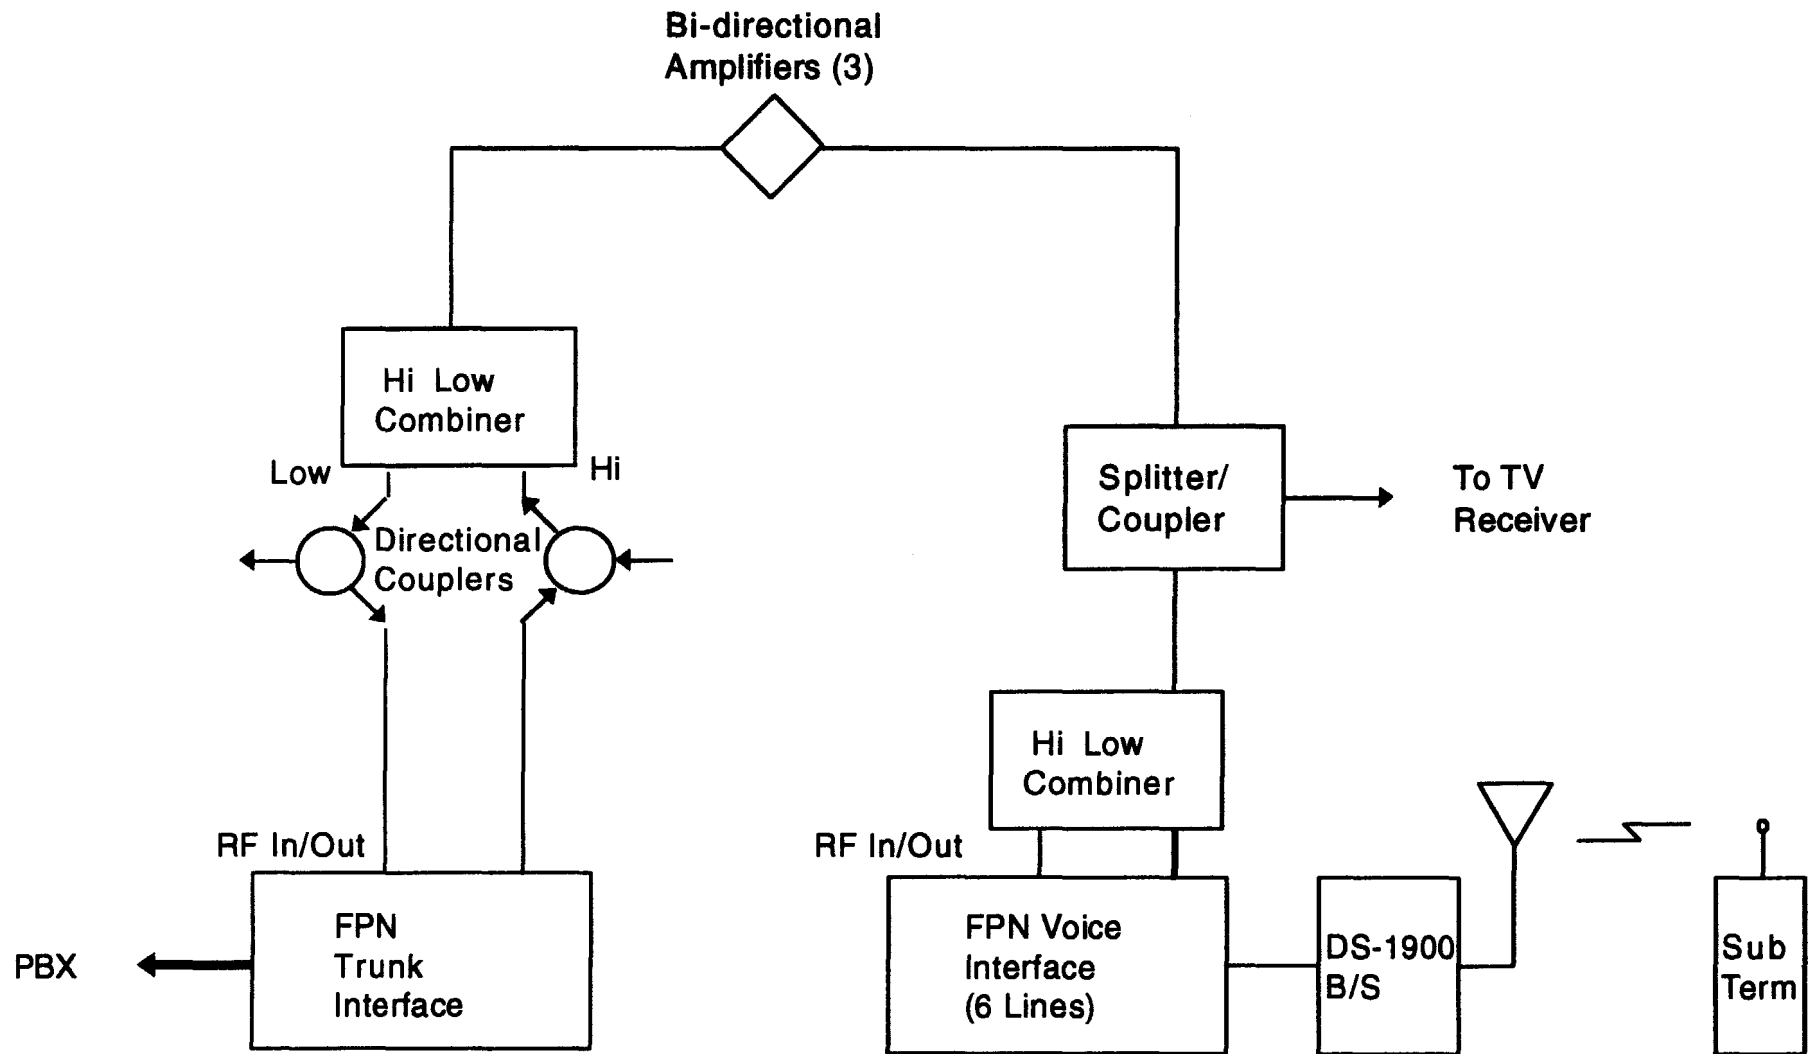 Bi-directional
Amplifiers (3)
Hi Low
Combiner
Low
Hi
Directional
Couplers
Splitter/
Coupler
To TV
Receiver
Hi Low
Combiner
RF In/Out
RF In/Out
FPN
Trunk
Interface
PBX
FPN Voice
Interface
(6 Lines)
DS-1900
B/S
Sub
Term